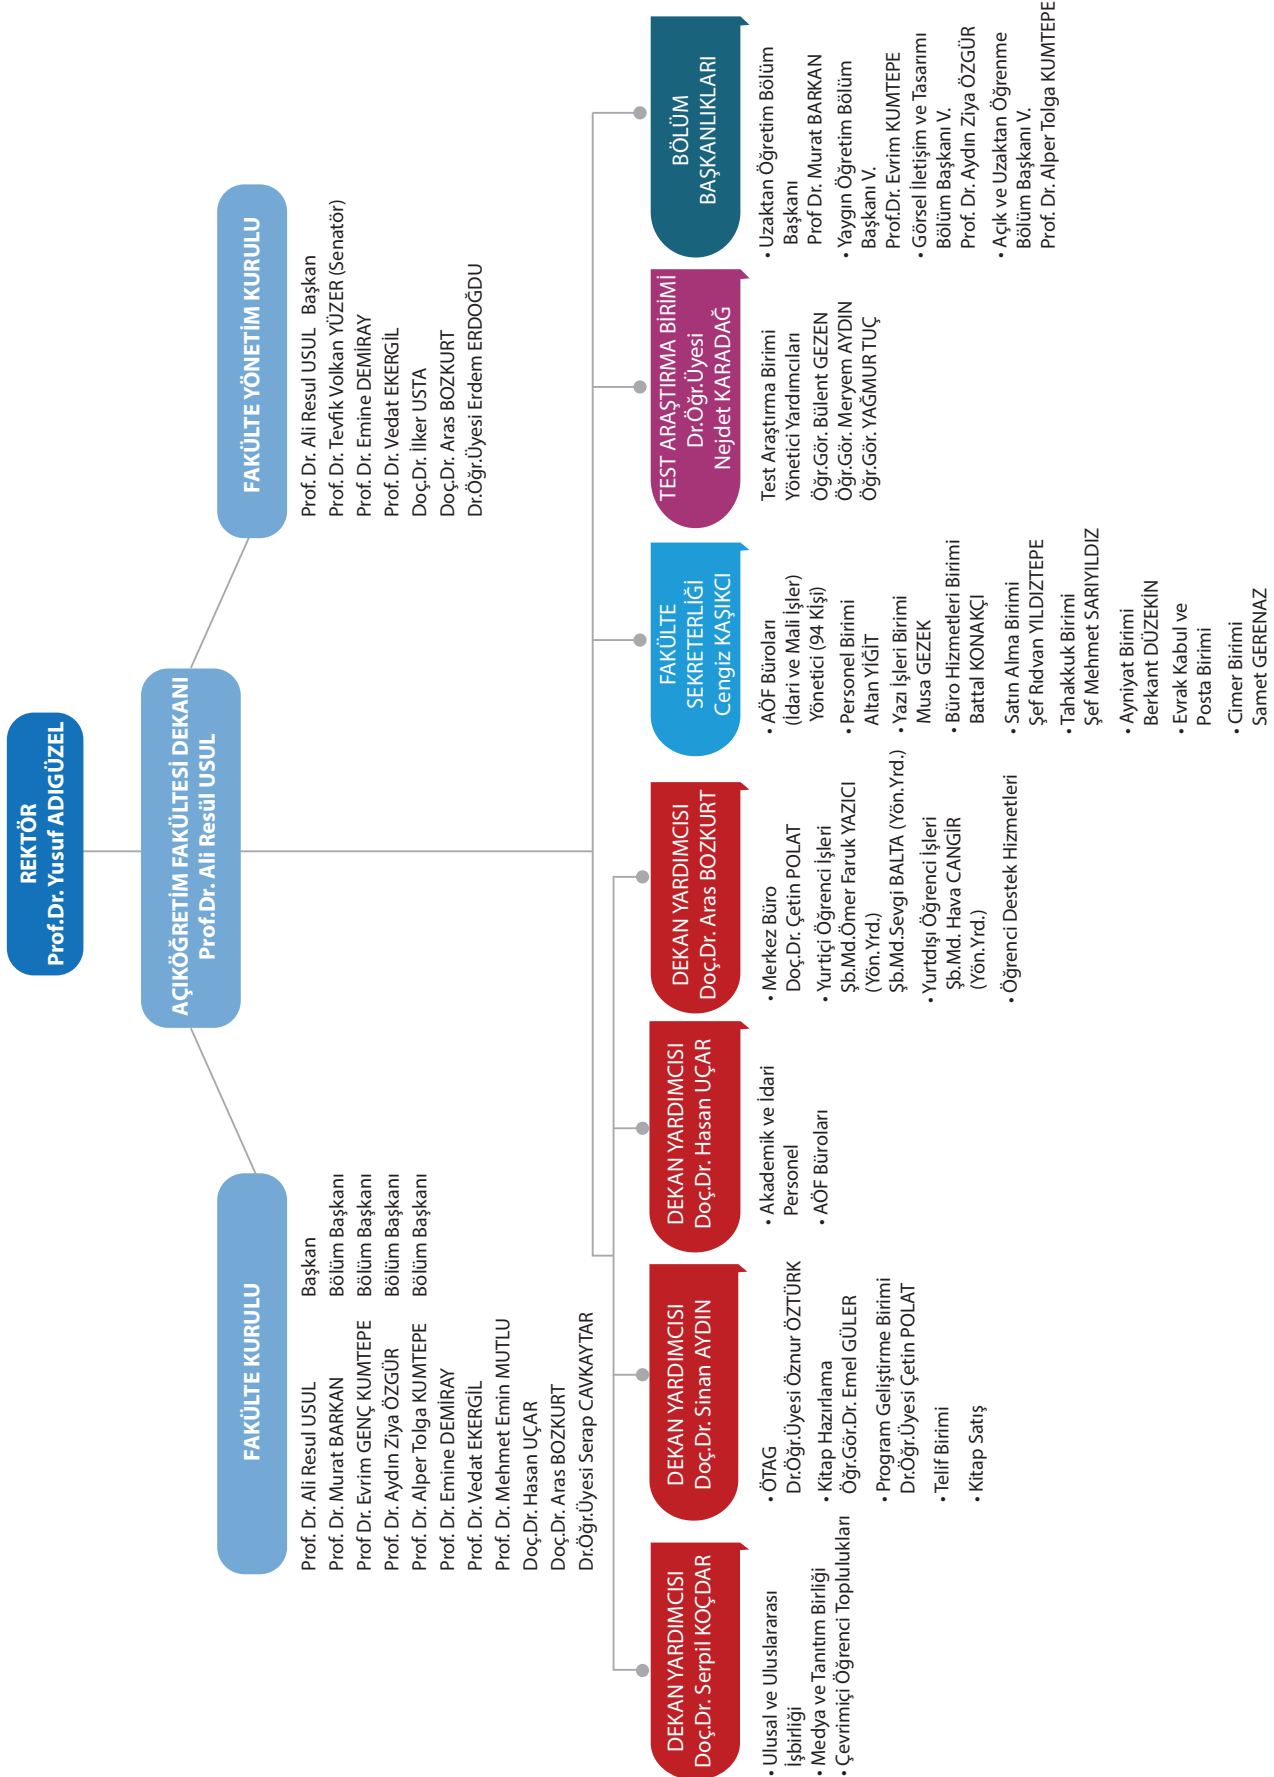 REKTÖR
Prof.Dr. Yusuf ADIGÜZEL
AÇIKÖĞRETİM FAKÜLTESİ DEKANI
Prof.Dr. Ali Resül USUL
FAKÜLTE KURULU
Prof. Dr. Ali Resul USUL Başkan
Prof. Dr. Murat BARKAN Bölüm Başkanı
Prof Dr. Evrim GENÇ KUMTEPE Bölüm Başkanı
Prof. Dr. Aydın Ziya ÖZGÜR Bölüm Başkanı
Prof. Dr. Alper Tolga KUMTEPE Bölüm Başkanı
Prof. Dr. Emine DEMİRAY
Prof. Dr. Vedat EKERGİL
Prof. Dr. Mehmet Emin MUTLU
Doç.Dr. Hasan UÇAR
Doç.Dr. Aras BOZKURT
Dr.Öğr.Üyesi Serap CAVKAYTAR
FAKÜLTE YÖNETİM KURULU
Prof. Dr. Ali Resul USUL Başkan
Prof. Dr. Tevfik Volkan YÜZER (Senatör)
Prof. Dr. Emine DEMİRAY
Prof. Dr. Vedat EKERGİL
Doç.Dr. İlker USTA
Doç.Dr. Aras BOZKURT
Dr.Öğr.Üyesi Erdem ERDOĞDU
DEKAN YARDIMCISI
Doç.Dr. Serpil KOÇDAR
• Ulusal ve Uluslararası
İşbirliği
• Medya ve Tanıtım Birliği
• Çevrimiçi Öğrenci Toplulukları
DEKAN YARDIMCISI
Doç.Dr. Sinan AYDIN
• ÖTAG
Dr.Öğr.Üyesi Öznur ÖZTÜRK
• Kitap Hazırlama
Öğr.Gör.Dr. Emel GÜLER
• Program Geliştirme Birimi
Dr.Öğr.Üyesi Çetin POLAT
• Telif Birimi
• Kitap Satış
DEKAN YARDIMCISI
Doç.Dr. Hasan UÇAR
• Akademik ve İdari
Personel
• AÖF Büroları
DEKAN YARDIMCISI
Doç.Dr. Aras BOZKURT
• Merkez Büro
Doç.Dr. Çetin POLAT
• Yurtiçi Öğrenci İşleri
Şb.Md.Ömer Faruk YAZICI
(Yön.Yrd.)
Şb.Md.Sevgi BALTA (Yön.Yrd.)
• Yurtdışı Öğrenci İşleri
Şb.Md. Hava CANGİR
(Yön.Yrd.)
• Öğrenci Destek Hizmetleri
FAKÜLTE
SEKRETERLİĞİ
Cengiz KAŞIKCI
• AÖF Büroları
(İdari ve Mali İşler)
Yönetici (94 Kİşi)
• Personel Birimi
Altan YİĞİT
• Yazı İşleri Birimi
Musa GEZEK
• Büro Hizmetleri Birimi
Battal KONAKÇI
• Satın Alma Birimi
Şef Rıdvan YILDIZTEPE
• Tahakkuk Birimi
Şef Mehmet SARIYILDIZ
• Ayniyat Birimi
Berkant DÜZEKİN
• Evrak Kabul ve
Posta Birimi
• Cimer Birimi
Samet GERENAZ
TEST ARAŞTIRMA BİRİMİ
Dr.Öğr.Üyesi
Nejdet KARADAĞ
Test Araştırma Birimi
Yönetici Yardımcıları
Öğr.Gör. Bülent GEZEN
Öğr.Gör. Meryem AYDIN
Öğr.Gör. YAĞMUR TUÇ
BÖLÜM
BAŞKANLIKLARI
• Uzaktan Öğretim Bölüm
Başkanı
Prof Dr. Murat BARKAN
• Yaygın Öğretim Bölüm
Başkanı V.
Prof.Dr. Evrim KUMTEPE
• Görsel İletişim ve Tasarımı
Bölüm Başkanı V.
Prof. Dr. Aydın Ziya ÖZGÜR
• Açık ve Uzaktan Öğrenme
Bölüm Başkanı V.
Prof. Dr. Alper Tolga KUMTEPE